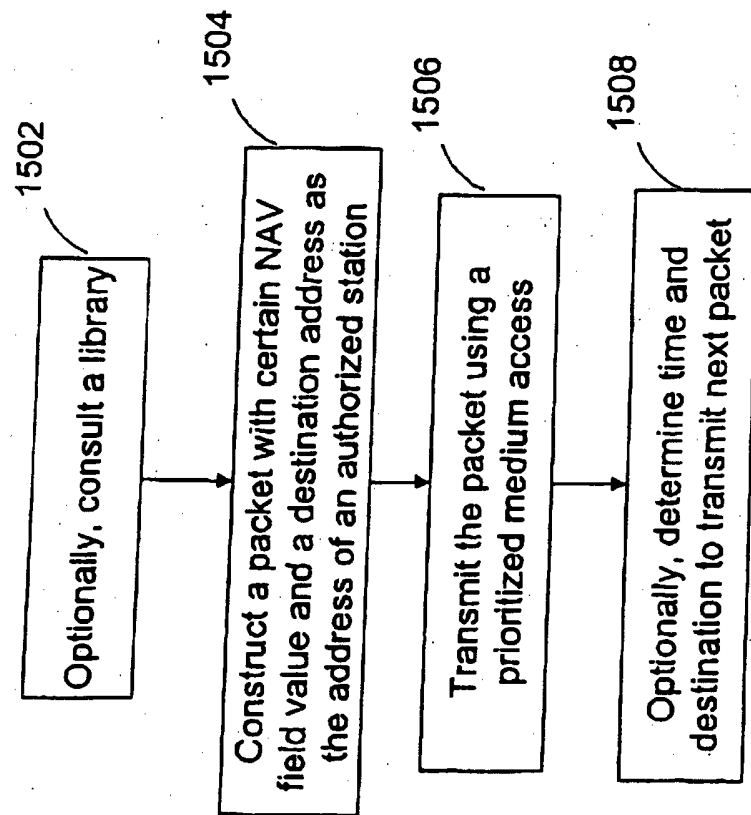 1502
Optionally, consult a library
1504
Construct a packet with certain NAV
field value and a destination address as
the address of an authorized station
1506
Transmit the packet using a
prioritized medium access
1508
Optionally, determine time and
destination to transmit next packet